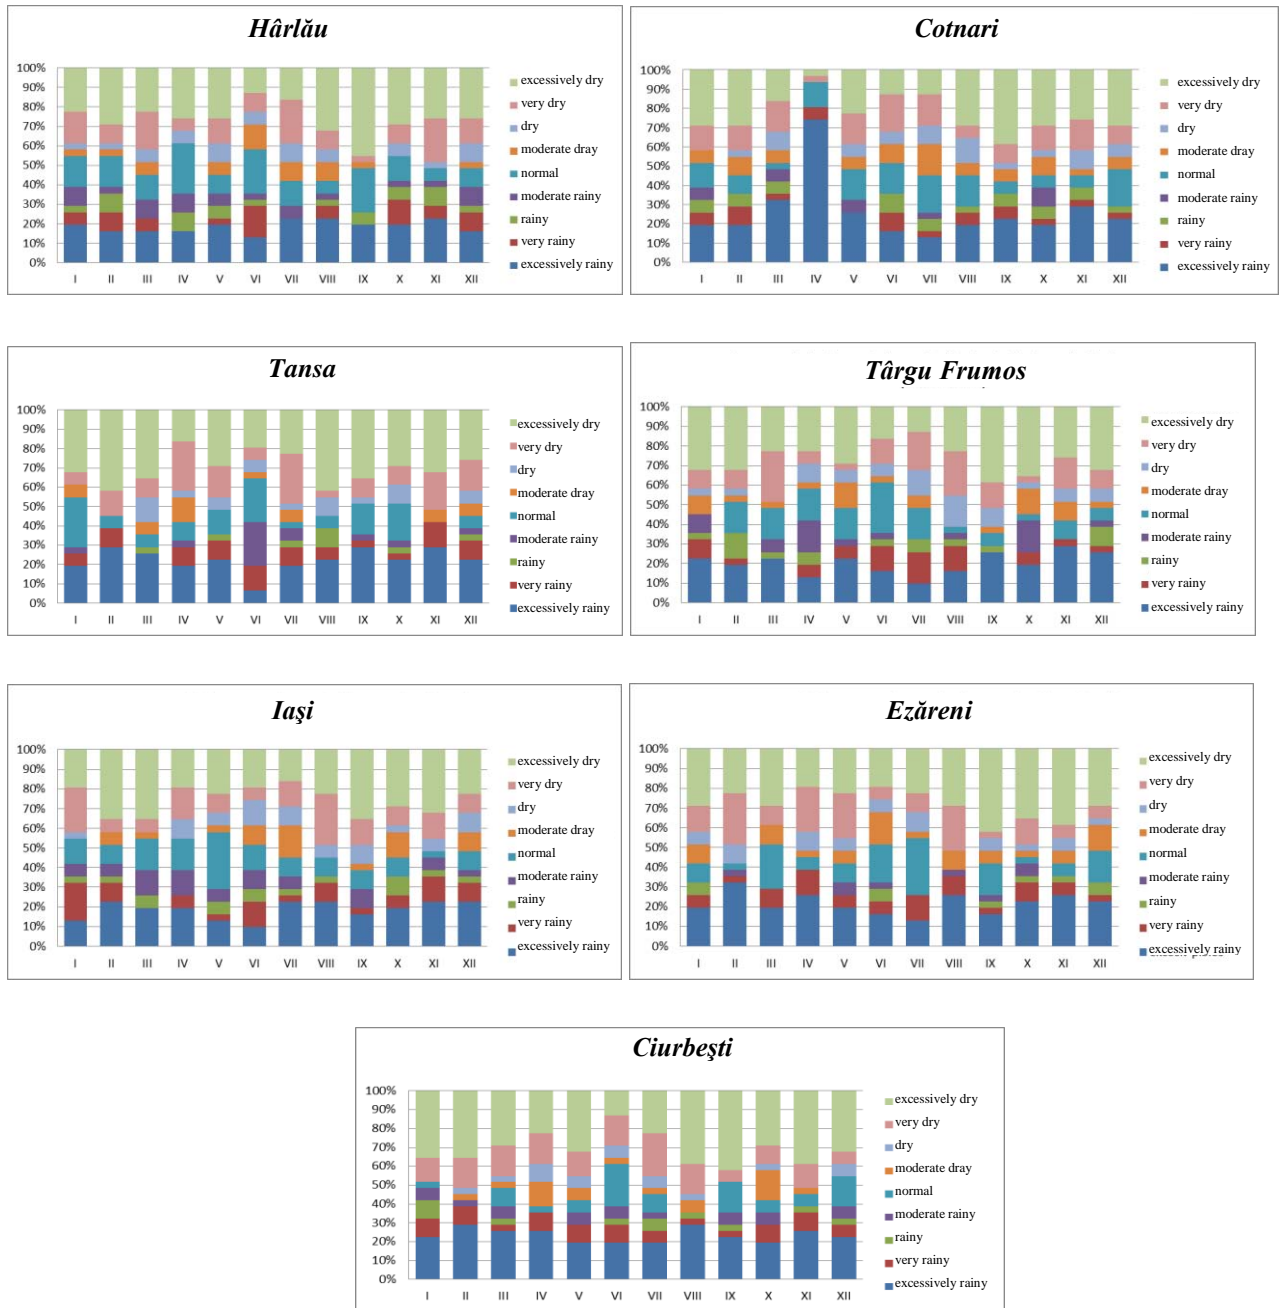 Hârlău
100%
90%
80%
70%
60%
50%
40%
30%
20%
10%
0%
I II III IV V VI VII VIII IX X XI XII
excessively dry
very dry
dry
moderate dray
normal
moderate rainy
rainy
very rainy
excessively rainy
Cotnari
100%
90%
80%
70%
60%
50%
40%
30%
20%
10%
0%
I II III IV V VI VII VIII IX X XI XII
excessively dry
very dry
dry
moderate dray
normal
moderate rainy
rainy
very rainy
excessively rainy
Tansa
100%
90%
80%
70%
60%
50%
40%
30%
20%
10%
0%
I II III IV V VI VII VIII IX X XI XII
excessively dry
very dry
dry
moderate dray
normal
moderate rainy
rainy
very rainy
excessively rainy
Târgu Frumos
100%
90%
80%
70%
60%
50%
40%
30%
20%
10%
0%
I II III IV V VI VII VIII IX X XI XII
excessively dry
very dry
dry
moderate dray
normal
moderate rainy
rainy
very rainy
excessively rainy
Iaşi
100%
90%
80%
70%
60%
50%
40%
30%
20%
10%
0%
I II III IV V VI VII VIII IX X XI XII
excessively dry
very dry
dry
moderate dray
normal
moderate rainy
rainy
very rainy
excessively rainy
Ezăreni
100%
90%
80%
70%
60%
50%
40%
30%
20%
10%
0%
I II III IV V VI VII VIII IX X XI XII
excessively dry
very dry
dry
moderate dray
normal
moderate rainy
rainy
very rainy
excessively rainy
Ciurbeşti
100%
90%
80%
70%
60%
50%
40%
30%
20%
10%
0%
I II III IV V VI VII VIII IX X XI XII
excessively dry
very dry
dry
moderate dray
normal
moderate rainy
rainy
very rainy
excessively rainy